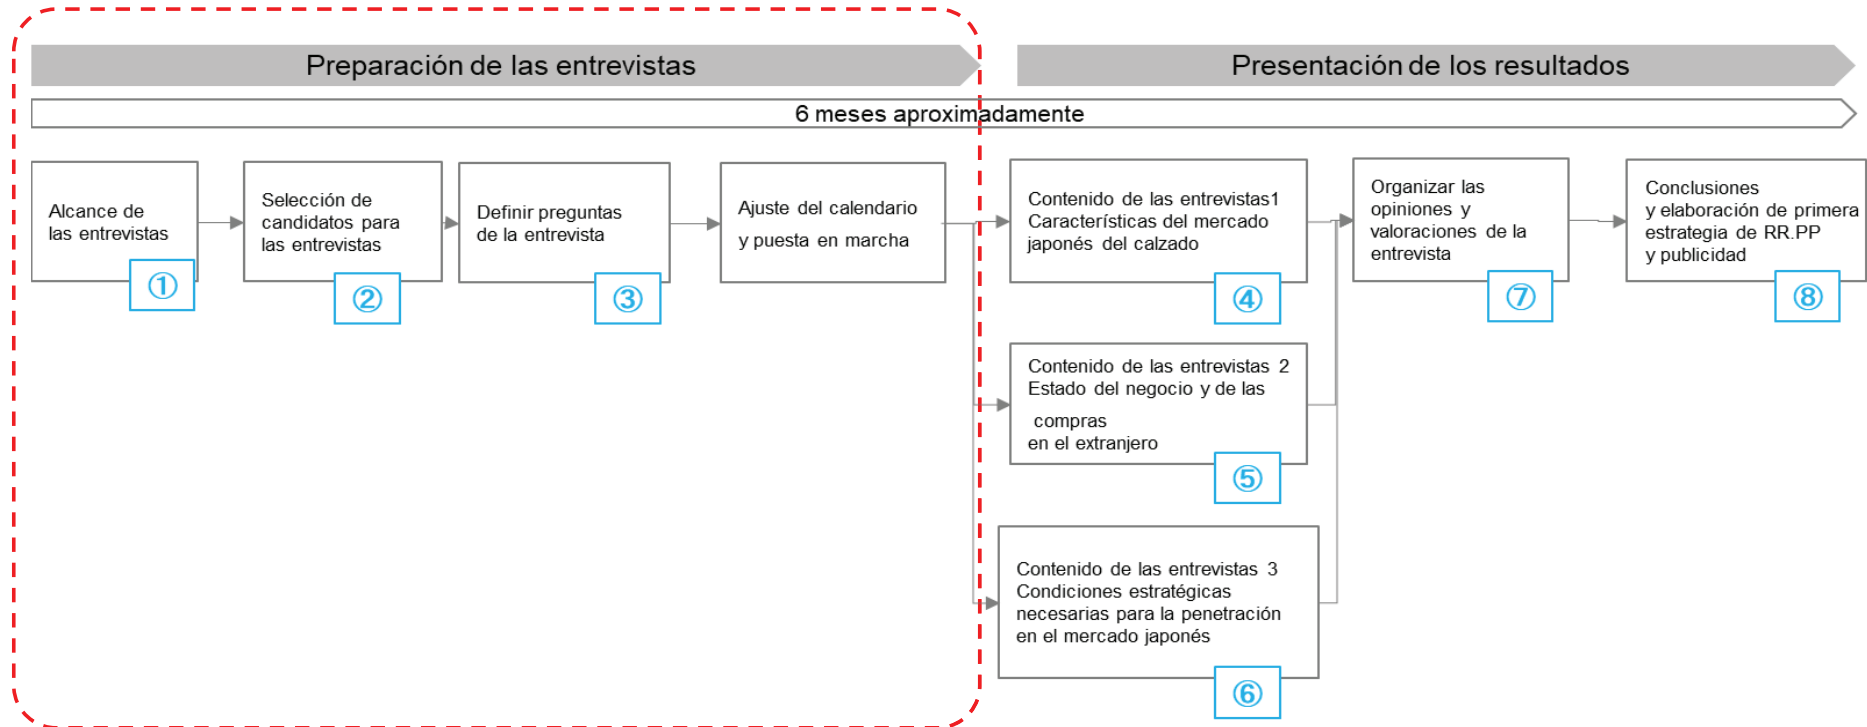 Preparación de las entrevistas
Presentación de los resultados
6 meses aproximadamente
Alcance de
las entrevistas
①
Selección de
candidatos para
las entrevistas
②
Definir preguntas
de la entrevista
③
Ajuste del calendario
y puesta en marcha
Contenido de las entrevistas1
Características del mercado
japonés del calzado
④
Contenido de las entrevistas 2
Estado del negocio y de las
compras
en el extranjero
⑤
Contenido de las entrevistas 3
Condiciones estratégicas
necesarias para la penetración
en el mercado japonés
⑥
Organizar las
opiniones y
valoraciones de la
entrevista
⑦
Conclusiones
y elaboración de primera
estrategia de RR.PP
y publicidad
⑧